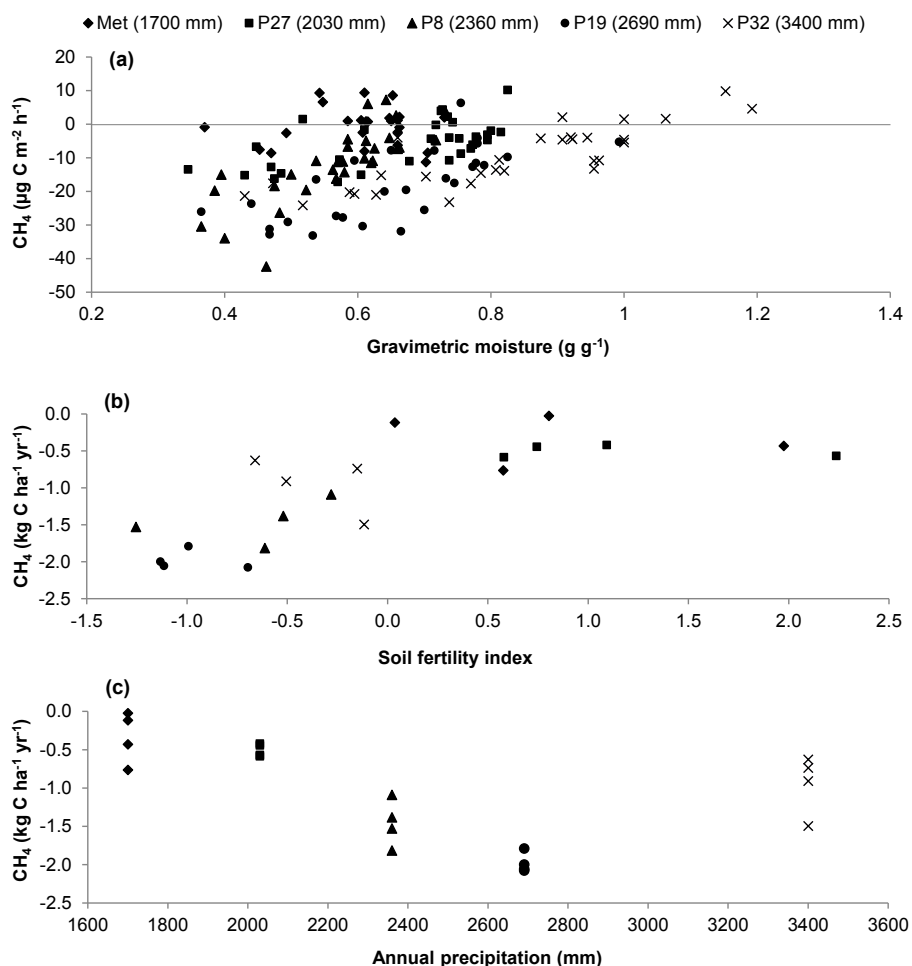 Met (1700 mm) P27 (2030 mm) P8 (2360 mm) P19 (2690 mm) P32 (3400 mm)
(a)
CH₄ (µg C m⁻² h⁻¹)
20
10
0
-10
-20
-30
-40
-50
0.2 0.4 0.6 0.8 1 1.2 1.4
Gravimetric moisture (g g⁻¹)
(b)
CH₄ (kg C ha⁻¹ yr⁻¹)
0.0
-0.5
-1.0
-1.5
-2.0
-2.5
-1.5 -1.0 -0.5 0.0 0.5 1.0 1.5 2.0 2.5
Soil fertility index
(c)
CH₄ (kg C ha⁻¹ yr⁻¹)
0.0
-0.5
-1.0
-1.5
-2.0
-2.5
1600 1800 2000 2200 2400 2600 2800 3000 3200 3400 3600
Annual precipitation (mm)